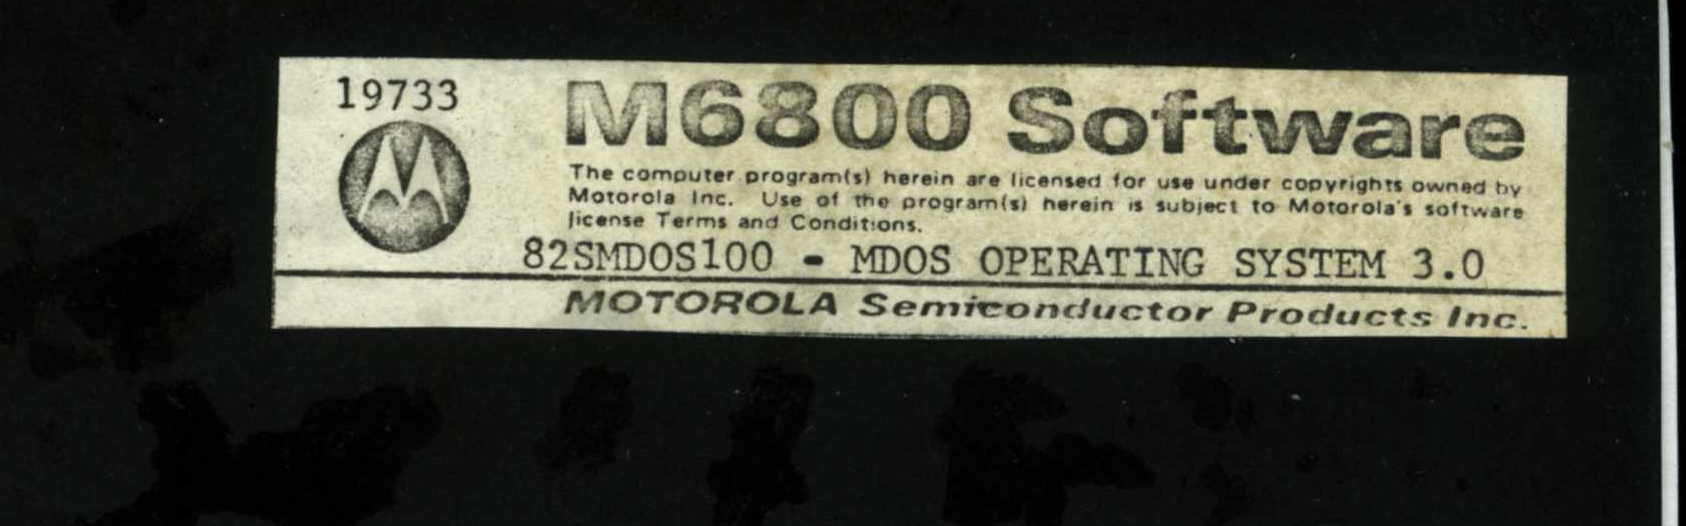 19733
M6800 Software
The computer program(s) herein are licensed for use under copyrights owned by
Motorola Inc. Use of the program(s) herein is subject to Motorola's software
license Terms and Conditions.
82SMDOS100 - MDOS OPERATING SYSTEM 3.0
MOTOROLA Semiconductor Products Inc.